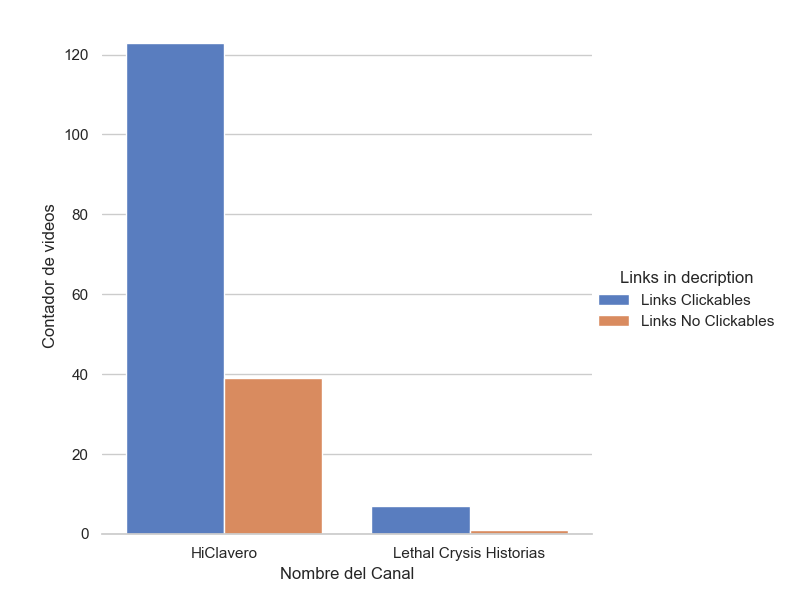 120
100
80
60
40
20
0
Contador de videos
HiClavero
Lethal Crysis Historias
Nombre del Canal
Links in decription
Links Clickables
Links No Clickables